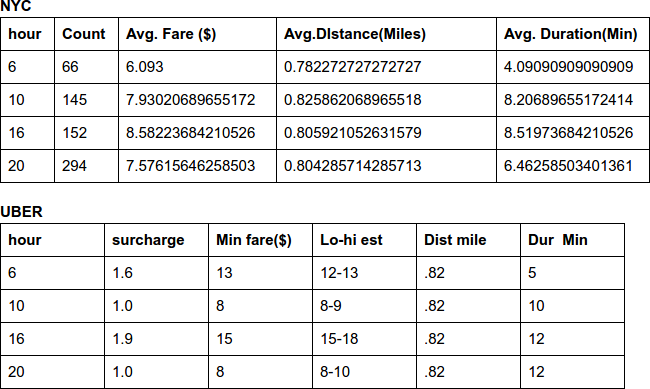 NYC
hour Count Avg. Fare ($) Avg.DIstance(Miles) Avg. Duration(Min)
6 66 6.093 0.782272727272727 4.09090909090909
10 145 7.93020689655172 0.825862068965518 8.20689655172414
16 152 8.58223684210526 0.805921052631579 8.51973684210526
20 294 7.57615646258503 0.804285714285713 6.46258503401361
UBER
hour surcharge Min fare($) Lo-hi est Dist mile Dur Min
6 1.6 13 12-13 .82 5
10 1.0 8 8-9 .82 10
16 1.9 15 15-18 .82 12
20 1.0 8 8-10 .82 12